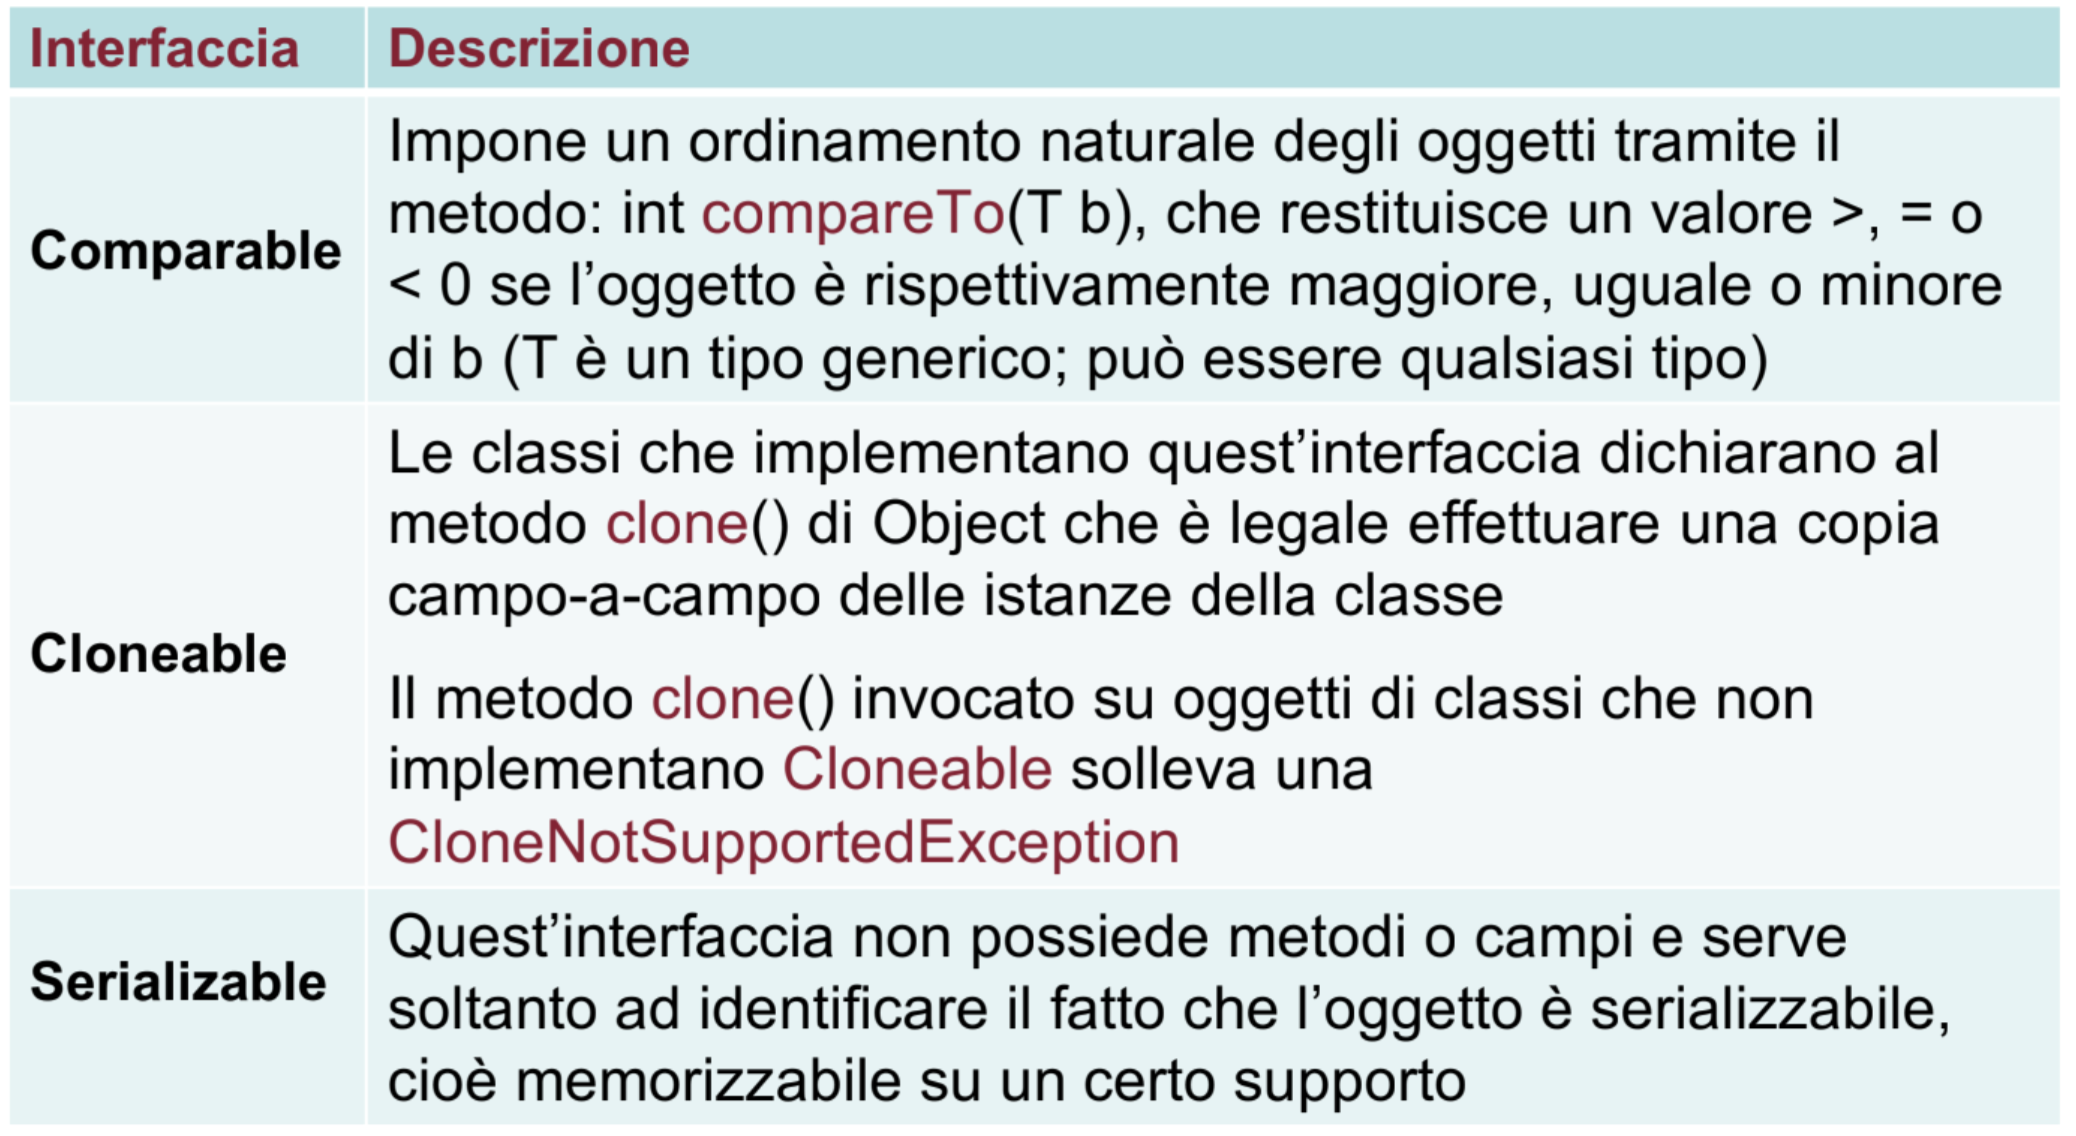 Interfaccia
Descrizione
Comparable
Impone un ordinamento naturale degli oggetti tramite il
metodo: int compareTo(T b), che restituisce un valore >, = o
< 0 se l’oggetto è rispettivamente maggiore, uguale o minore
di b (T è un tipo generico; può essere qualsiasi tipo)
Cloneable
Le classi che implementano quest’interfaccia dichiarano al
metodo clone() di Object che è legale effettuare una copia
campo-a-campo delle istanze della classe
Il metodo clone() invocato su oggetti di classi che non
implementano Cloneable solleva una
CloneNotSupportedException
Serializable
Quest’interfaccia non possiede metodi o campi e serve
soltanto ad identificare il fatto che l’oggetto è serializzabile,
cioè memorizzabile su un certo supporto